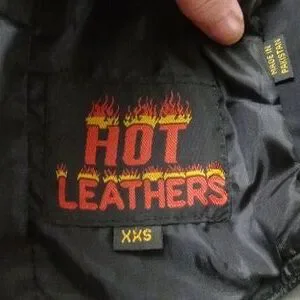 HOT
LEATHERS
XXS
MADE IN
PAKISTAN